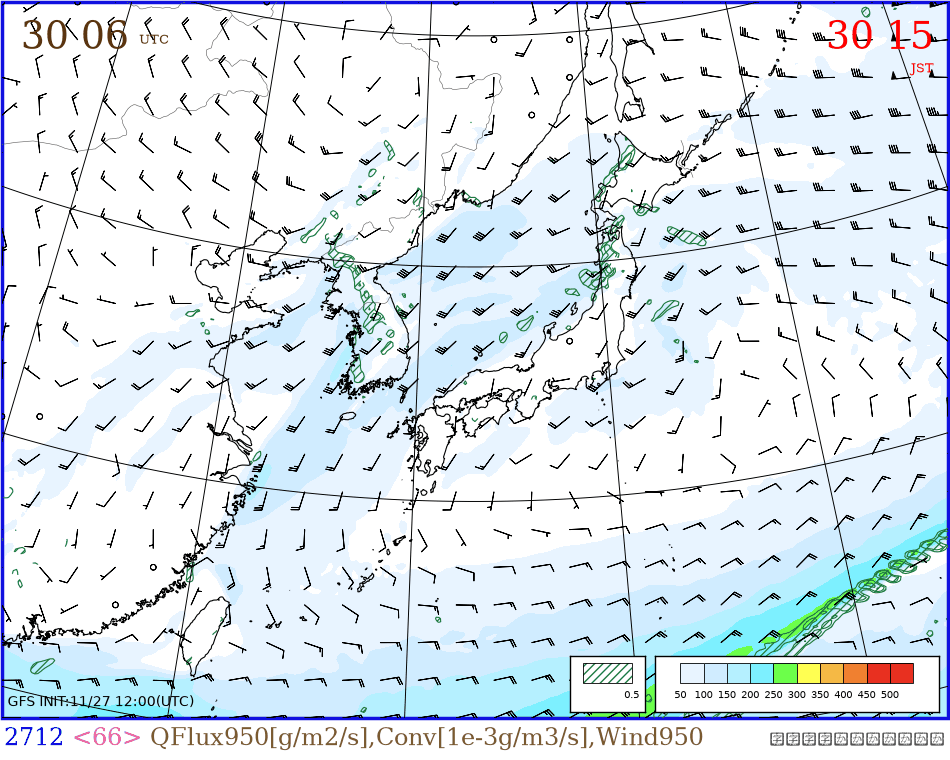 30 06 UTC
30 15
JST
0.5
50 100 150 200 250 300 350 400 450 500
GFS INIT:11/27 12:00(UTC)
2712 <66> QFlux950[g/m2/s],Conv[1e-3g/m3/s],Wind950